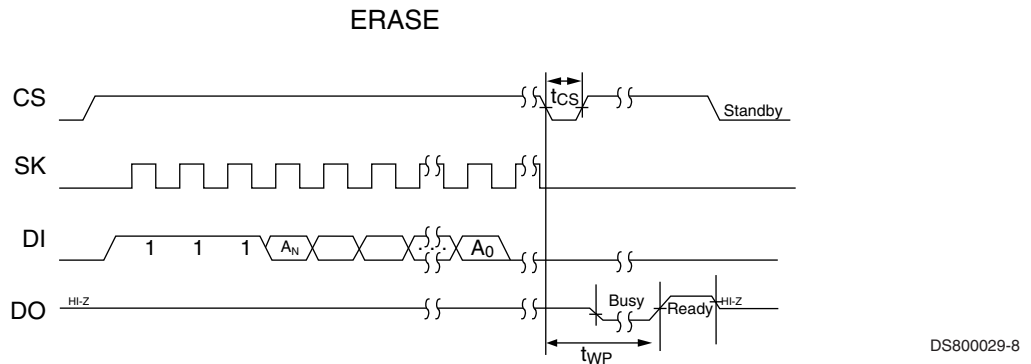 ERASE
CS
tCS
Standby
SK
DI
1 1 1 AN . . . . A0
DO
HI-Z
Busy
Ready
HI-Z
tWP
DS800029-8